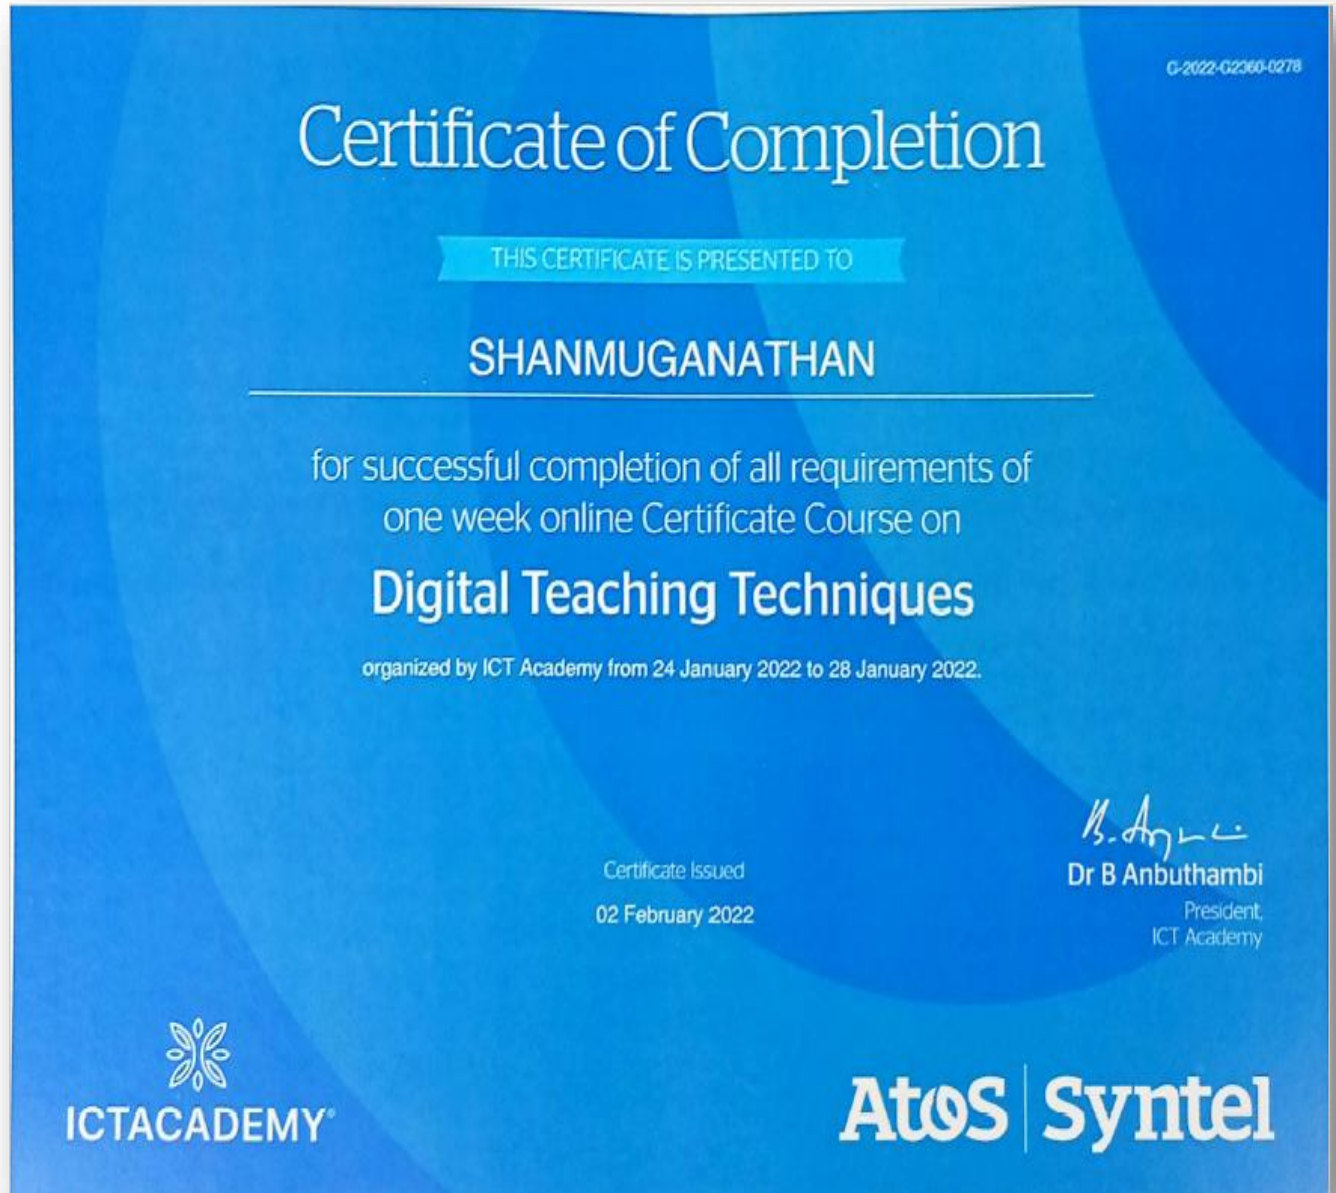 G-2022-G2360-0278
Certificate of Completion
THIS CERTIFICATE IS PRESENTED TO
SHANMUGANATHAN
for successful completion of all requirements of
one week online Certificate Course on
Digital Teaching Techniques
organized by ICT Academy from 24 January 2022 to 28 January 2022.
Certificate Issued
02 February 2022
Dr B Anbuthambi
President,
ICT Academy
ICTACADEMY®
Atos | Syntel